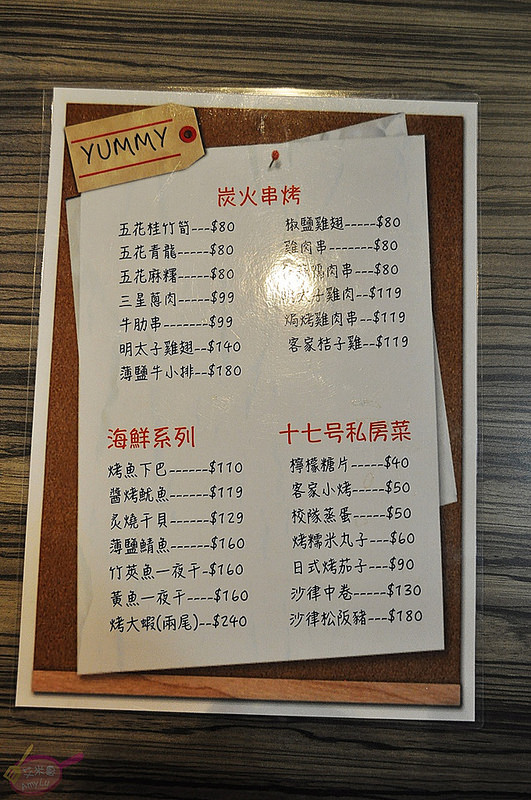 YUMMY
炭火串烤
五花桂竹筍---$80
五花青龍-----$80
五花麻糬-----$80
三星蔥肉------$99
牛肋串-------$99
明太子雞翅--$140
薄鹽牛小排--$180
椒鹽雞翅-----$80
雞肉串-------$80
雞肉串--$80
明太子雞肉--$119
焗烤雞肉串--$119
客家桔子雞--$119
海鮮系列
烤魚下巴------$110
醬烤魷魚------$119
炙燒干貝------$129
薄鹽鯖魚------$160
竹莢魚一夜干-$160
黃魚一夜干----$160
烤大蝦(兩尾)--$240
十七号私房菜
檸檬糖片-----$40
客家小烤-----$50
校隊蒸蛋-----$50
烤糯米丸子---$60
日式烤茄子---$90
沙律中卷-----$130
沙律松阪豬---$180
AmyLu